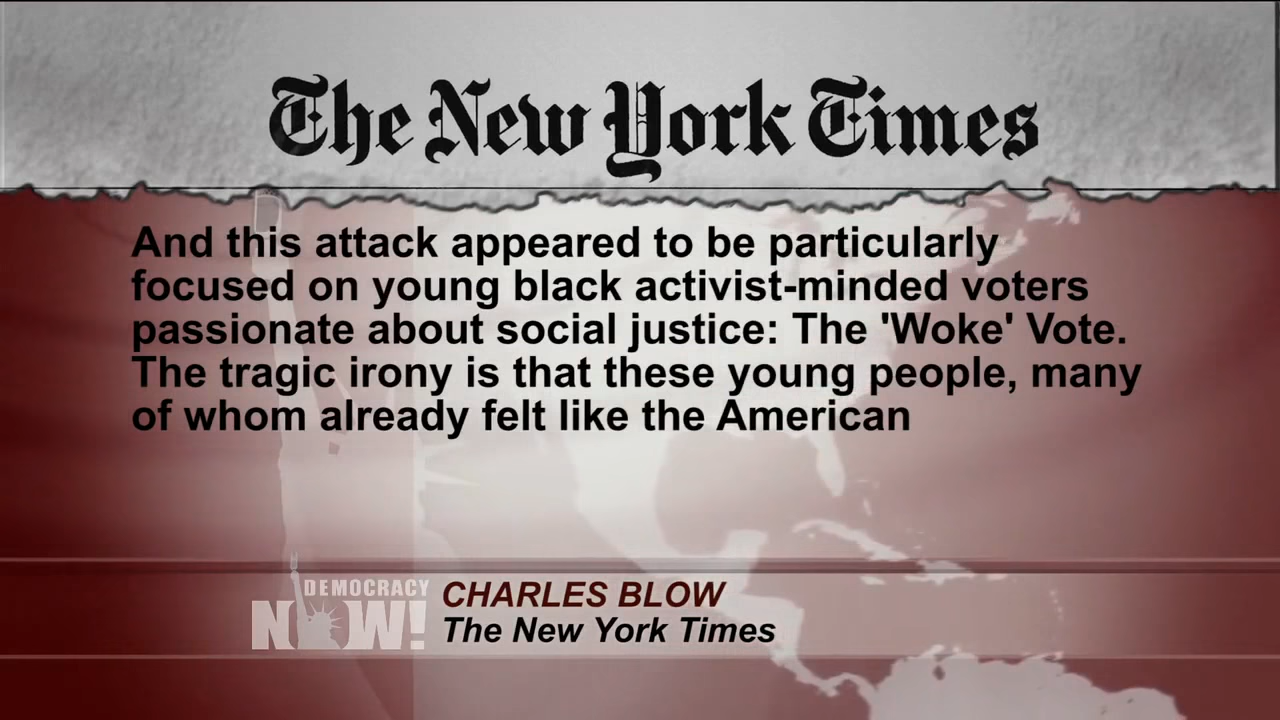 The New York Times
And this attack appeared to be particularly
focused on young black activist-minded voters
passionate about social justice: The 'Woke' Vote.
The tragic irony is that these young people, many
of whom already felt like the American
DEMOCRACY
NOW!
CHARLES BLOW
The New York Times